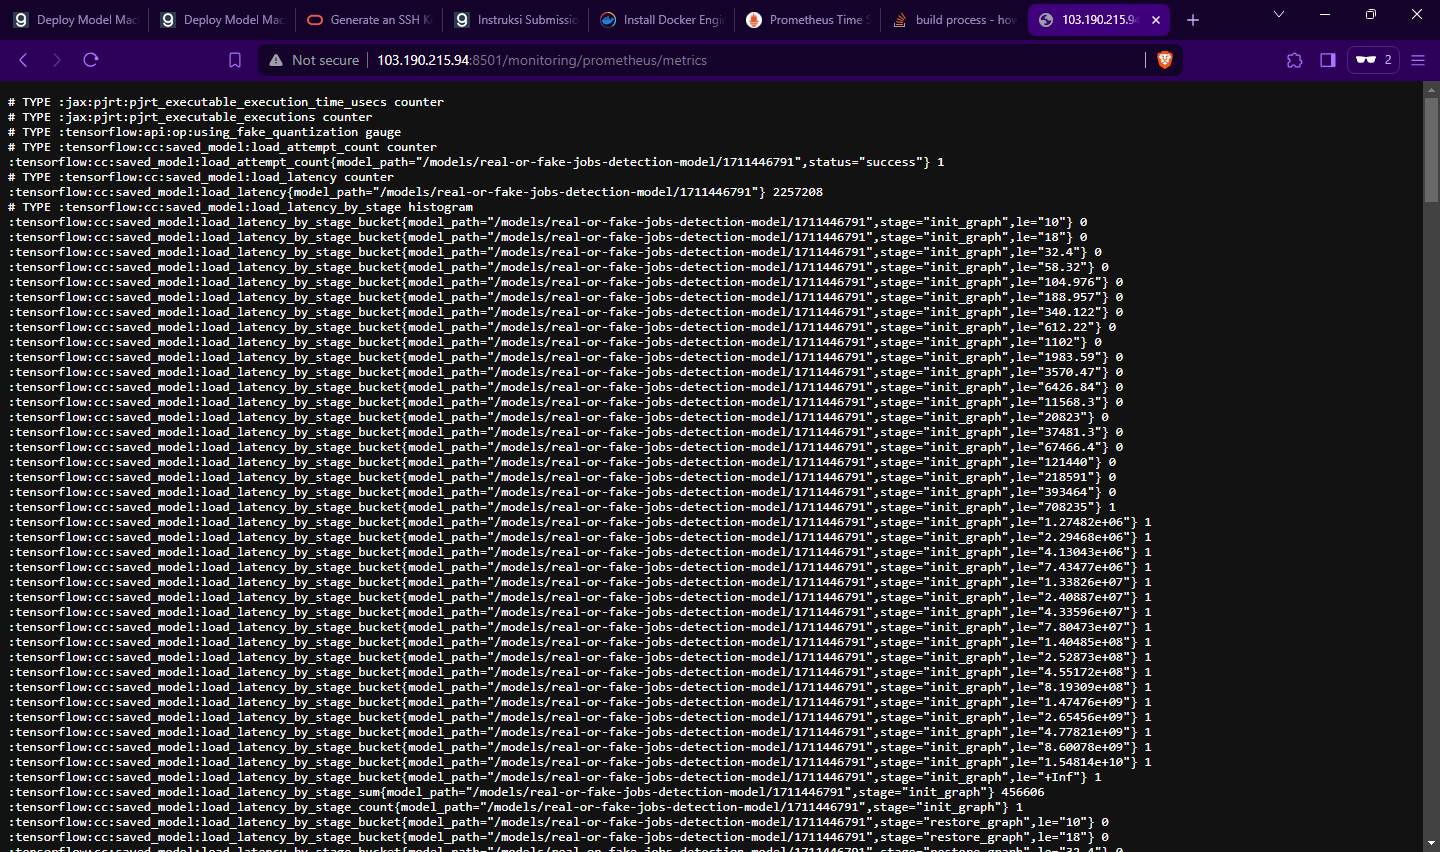 Deploy Model Mac
Deploy Model Mac
Generate an SSH Ke
Instruksi Submissio
Install Docker Engin
Prometheus Time S
build process - how
103.190.215.94
Not secure 103.190.215.94:8501/monitoring/prometheus/metrics
2
# TYPE :jax:pjrt:pjrt_executable_execution_time_usecs counter
# TYPE :jax:pjrt:pjrt_executable_executions counter
# TYPE :tensorflow:api:op:using_fake_quantization gauge
# TYPE :tensorflow:cc:saved_model:load_attempt_count counter
:tensorflow:cc:saved_model:load_attempt_count{model_path="/models/real-or-fake-jobs-detection-model/1711446791",status="success"} 1
# TYPE :tensorflow:cc:saved_model:load_latency counter
:tensorflow:cc:saved_model:load_latency{model_path="/models/real-or-fake-jobs-detection-model/1711446791"} 2257208
# TYPE :tensorflow:cc:saved_model:load_latency_by_stage histogram
:tensorflow:cc:saved_model:load_latency_by_stage_bucket{model_path="/models/real-or-fake-jobs-detection-model/1711446791",stage="init_graph",le="10"} 0
:tensorflow:cc:saved_model:load_latency_by_stage_bucket{model_path="/models/real-or-fake-jobs-detection-model/1711446791",stage="init_graph",le="18"} 0
:tensorflow:cc:saved_model:load_latency_by_stage_bucket{model_path="/models/real-or-fake-jobs-detection-model/1711446791",stage="init_graph",le="32.4"} 0
:tensorflow:cc:saved_model:load_latency_by_stage_bucket{model_path="/models/real-or-fake-jobs-detection-model/1711446791",stage="init_graph",le="58.32"} 0
:tensorflow:cc:saved_model:load_latency_by_stage_bucket{model_path="/models/real-or-fake-jobs-detection-model/1711446791",stage="init_graph",le="104.976"} 0
:tensorflow:cc:saved_model:load_latency_by_stage_bucket{model_path="/models/real-or-fake-jobs-detection-model/1711446791",stage="init_graph",le="188.957"} 0
:tensorflow:cc:saved_model:load_latency_by_stage_bucket{model_path="/models/real-or-fake-jobs-detection-model/1711446791",stage="init_graph",le="340.122"} 0
:tensorflow:cc:saved_model:load_latency_by_stage_bucket{model_path="/models/real-or-fake-jobs-detection-model/1711446791",stage="init_graph",le="612.22"} 0
:tensorflow:cc:saved_model:load_latency_by_stage_bucket{model_path="/models/real-or-fake-jobs-detection-model/1711446791",stage="init_graph",le="1102"} 0
:tensorflow:cc:saved_model:load_latency_by_stage_bucket{model_path="/models/real-or-fake-jobs-detection-model/1711446791",stage="init_graph",le="1983.59"} 0
:tensorflow:cc:saved_model:load_latency_by_stage_bucket{model_path="/models/real-or-fake-jobs-detection-model/1711446791",stage="init_graph",le="3570.47"} 0
:tensorflow:cc:saved_model:load_latency_by_stage_bucket{model_path="/models/real-or-fake-jobs-detection-model/1711446791",stage="init_graph",le="6426.84"} 0
:tensorflow:cc:saved_model:load_latency_by_stage_bucket{model_path="/models/real-or-fake-jobs-detection-model/1711446791",stage="init_graph",le="11568.3"} 0
:tensorflow:cc:saved_model:load_latency_by_stage_bucket{model_path="/models/real-or-fake-jobs-detection-model/1711446791",stage="init_graph",le="20823"} 0
:tensorflow:cc:saved_model:load_latency_by_stage_bucket{model_path="/models/real-or-fake-jobs-detection-model/1711446791",stage="init_graph",le="37481.3"} 0
:tensorflow:cc:saved_model:load_latency_by_stage_bucket{model_path="/models/real-or-fake-jobs-detection-model/1711446791",stage="init_graph",le="67466.4"} 0
:tensorflow:cc:saved_model:load_latency_by_stage_bucket{model_path="/models/real-or-fake-jobs-detection-model/1711446791",stage="init_graph",le="121440"} 0
:tensorflow:cc:saved_model:load_latency_by_stage_bucket{model_path="/models/real-or-fake-jobs-detection-model/1711446791",stage="init_graph",le="218591"} 0
:tensorflow:cc:saved_model:load_latency_by_stage_bucket{model_path="/models/real-or-fake-jobs-detection-model/1711446791",stage="init_graph",le="393464"} 0
:tensorflow:cc:saved_model:load_latency_by_stage_bucket{model_path="/models/real-or-fake-jobs-detection-model/1711446791",stage="init_graph",le="708235"} 1
:tensorflow:cc:saved_model:load_latency_by_stage_bucket{model_path="/models/real-or-fake-jobs-detection-model/1711446791",stage="init_graph",le="1.27482e+06"} 1
:tensorflow:cc:saved_model:load_latency_by_stage_bucket{model_path="/models/real-or-fake-jobs-detection-model/1711446791",stage="init_graph",le="2.29468e+06"} 1
:tensorflow:cc:saved_model:load_latency_by_stage_bucket{model_path="/models/real-or-fake-jobs-detection-model/1711446791",stage="init_graph",le="4.13043e+06"} 1
:tensorflow:cc:saved_model:load_latency_by_stage_bucket{model_path="/models/real-or-fake-jobs-detection-model/1711446791",stage="init_graph",le="7.43477e+06"} 1
:tensorflow:cc:saved_model:load_latency_by_stage_bucket{model_path="/models/real-or-fake-jobs-detection-model/1711446791",stage="init_graph",le="1.33826e+07"} 1
:tensorflow:cc:saved_model:load_latency_by_stage_bucket{model_path="/models/real-or-fake-jobs-detection-model/1711446791",stage="init_graph",le="2.40887e+07"} 1
:tensorflow:cc:saved_model:load_latency_by_stage_bucket{model_path="/models/real-or-fake-jobs-detection-model/1711446791",stage="init_graph",le="4.33596e+07"} 1
:tensorflow:cc:saved_model:load_latency_by_stage_bucket{model_path="/models/real-or-fake-jobs-detection-model/1711446791",stage="init_graph",le="7.80473e+07"} 1
:tensorflow:cc:saved_model:load_latency_by_stage_bucket{model_path="/models/real-or-fake-jobs-detection-model/1711446791",stage="init_graph",le="1.40485e+08"} 1
:tensorflow:cc:saved_model:load_latency_by_stage_bucket{model_path="/models/real-or-fake-jobs-detection-model/1711446791",stage="init_graph",le="2.52873e+08"} 1
:tensorflow:cc:saved_model:load_latency_by_stage_bucket{model_path="/models/real-or-fake-jobs-detection-model/1711446791",stage="init_graph",le="4.55172e+08"} 1
:tensorflow:cc:saved_model:load_latency_by_stage_bucket{model_path="/models/real-or-fake-jobs-detection-model/1711446791",stage="init_graph",le="8.19309e+08"} 1
:tensorflow:cc:saved_model:load_latency_by_stage_bucket{model_path="/models/real-or-fake-jobs-detection-model/1711446791",stage="init_graph",le="1.47476e+09"} 1
:tensorflow:cc:saved_model:load_latency_by_stage_bucket{model_path="/models/real-or-fake-jobs-detection-model/1711446791",stage="init_graph",le="2.65456e+09"} 1
:tensorflow:cc:saved_model:load_latency_by_stage_bucket{model_path="/models/real-or-fake-jobs-detection-model/1711446791",stage="init_graph",le="4.77821e+09"} 1
:tensorflow:cc:saved_model:load_latency_by_stage_bucket{model_path="/models/real-or-fake-jobs-detection-model/1711446791",stage="init_graph",le="8.60078e+09"} 1
:tensorflow:cc:saved_model:load_latency_by_stage_bucket{model_path="/models/real-or-fake-jobs-detection-model/1711446791",stage="init_graph",le="1.54814e+10"} 1
:tensorflow:cc:saved_model:load_latency_by_stage_bucket{model_path="/models/real-or-fake-jobs-detection-model/1711446791",stage="init_graph",le="+Inf"} 1
:tensorflow:cc:saved_model:load_latency_by_stage_sum{model_path="/models/real-or-fake-jobs-detection-model/1711446791",stage="init_graph"} 456606
:tensorflow:cc:saved_model:load_latency_by_stage_count{model_path="/models/real-or-fake-jobs-detection-model/1711446791",stage="init_graph"} 1
:tensorflow:cc:saved_model:load_latency_by_stage_bucket{model_path="/models/real-or-fake-jobs-detection-model/1711446791",stage="restore_graph",le="10"} 0
:tensorflow:cc:saved_model:load_latency_by_stage_bucket{model_path="/models/real-or-fake-jobs-detection-model/1711446791",stage="restore_graph",le="18"} 0
:tensorflow:cc:saved_model:load_latency_by_stage_bucket{model_path="/models/real-or-fake-jobs-detection-model/1711446791",stage="restore_graph",le="32.4"} 0